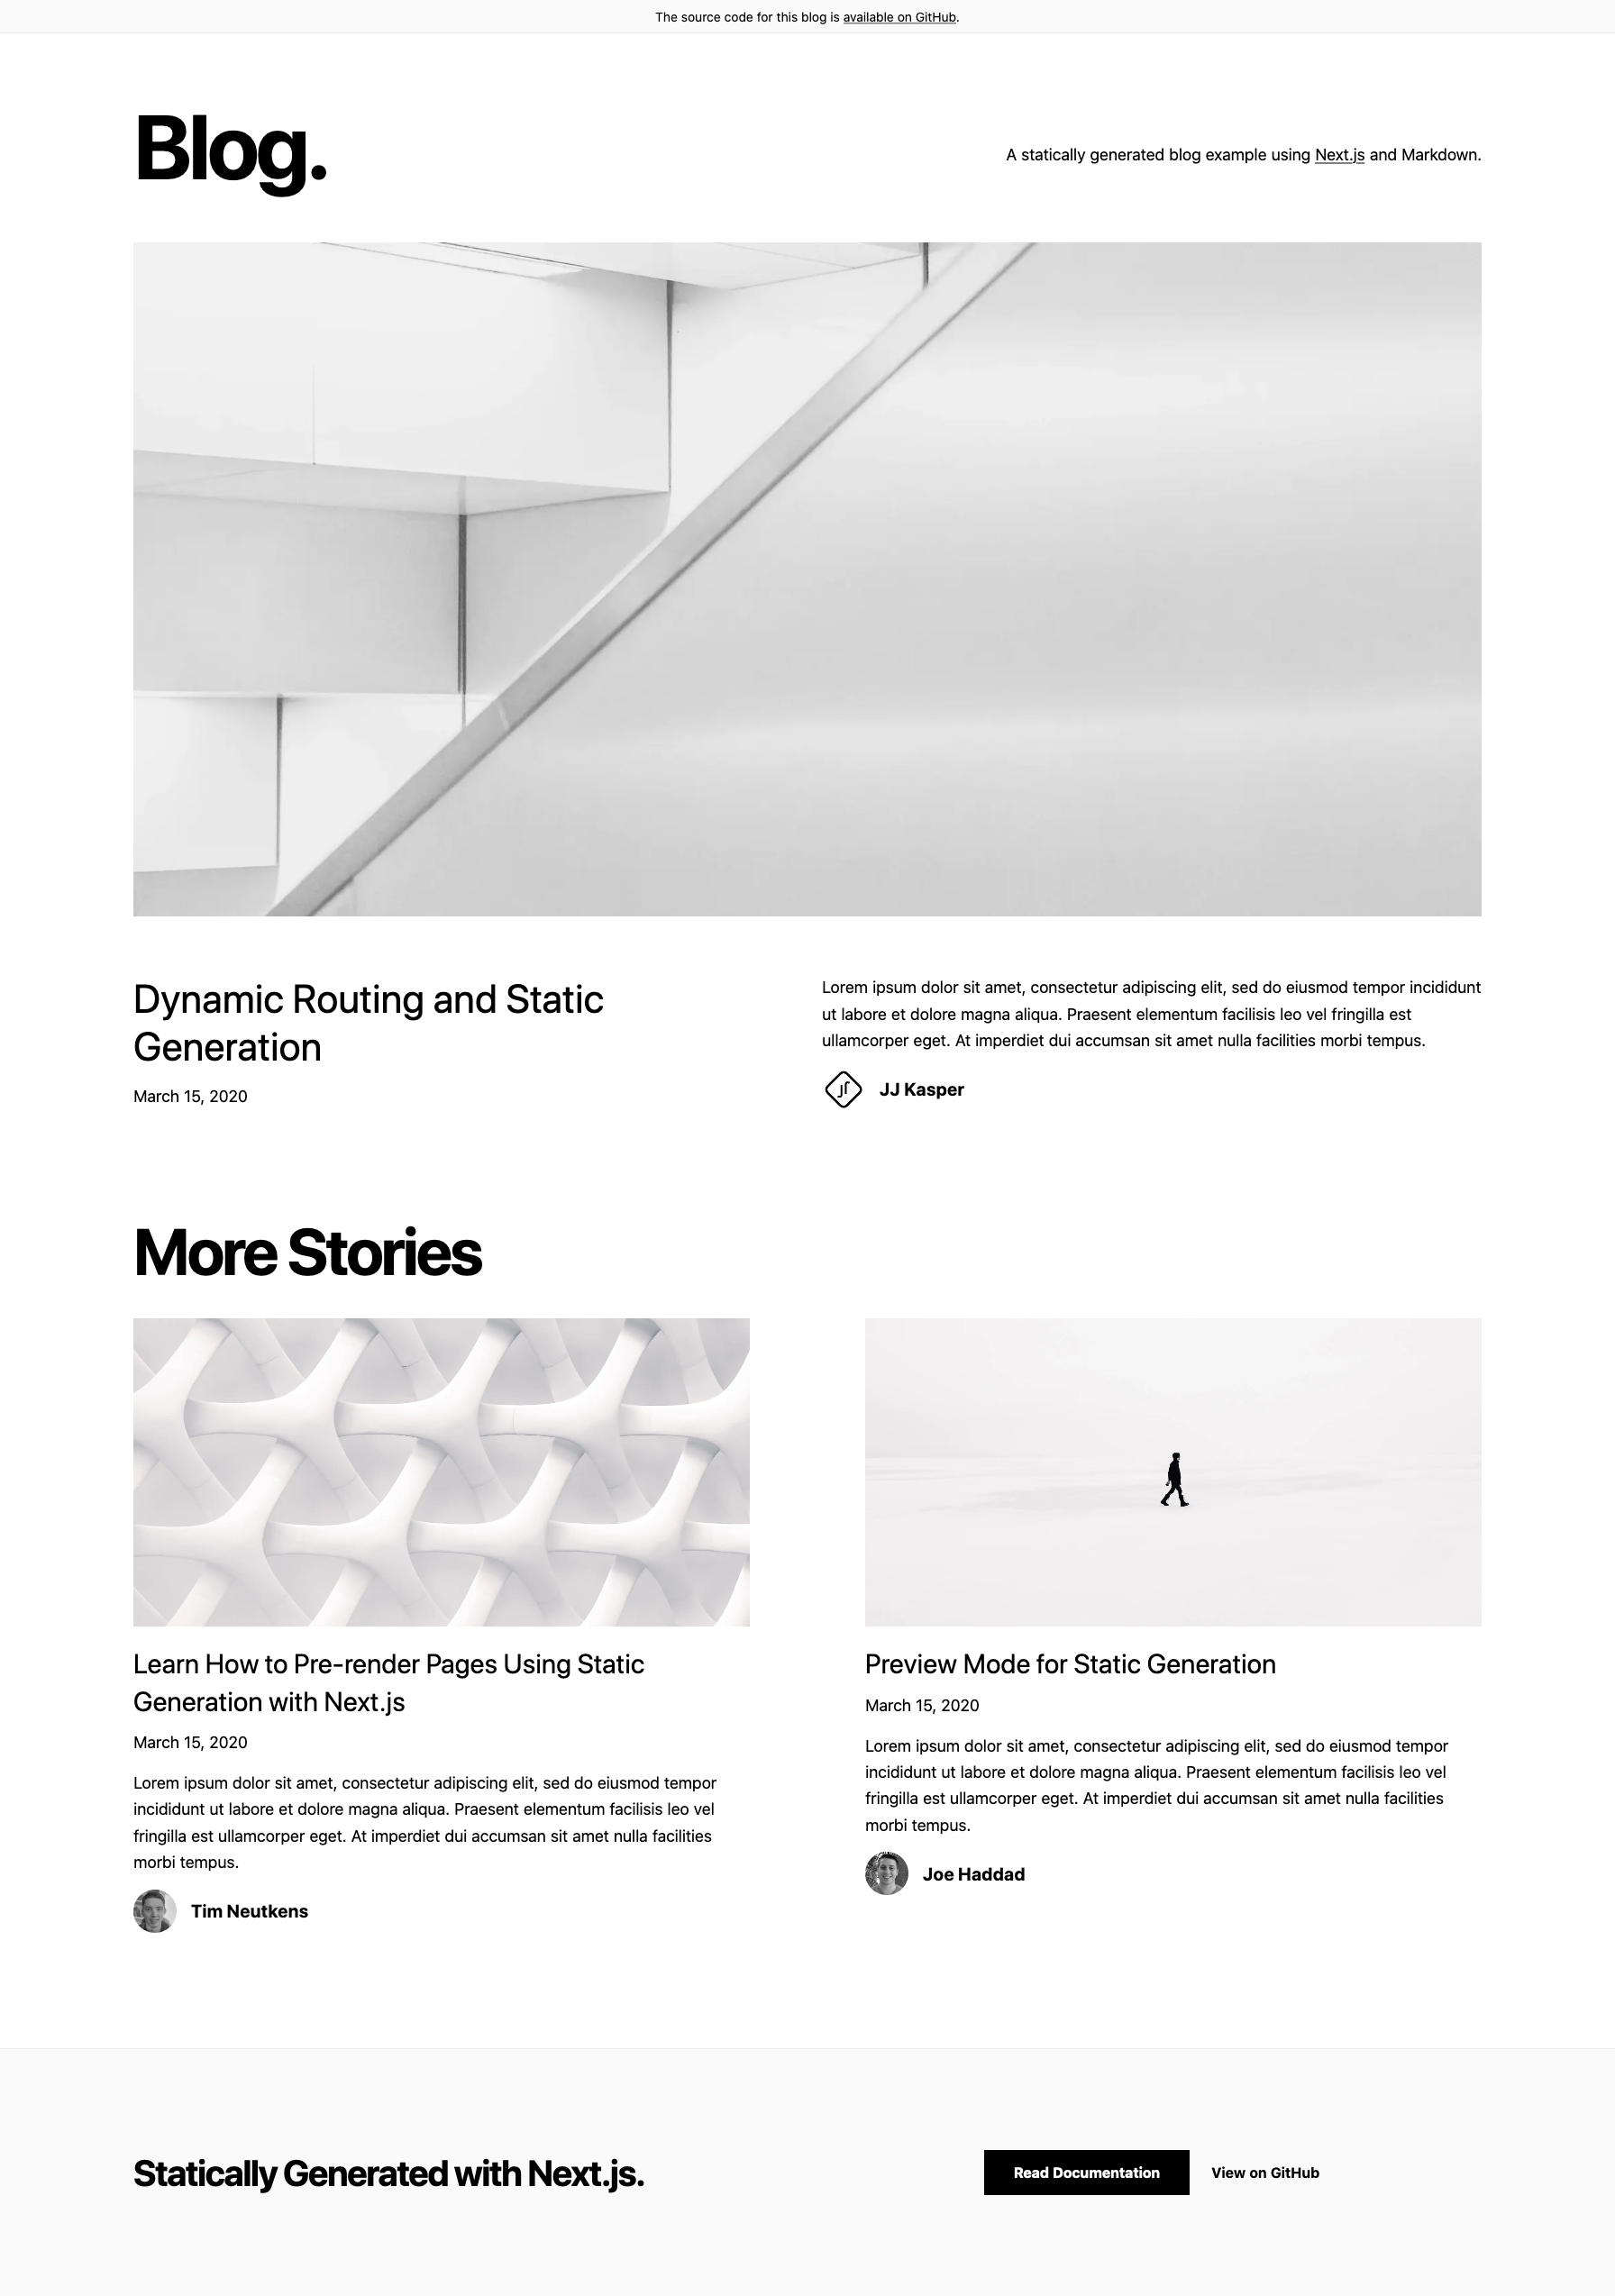 The source code for this blog is available on GitHub.
Blog.
A statically generated blog example using Next.js and Markdown.
Dynamic Routing and Static
Generation
March 15, 2020
Lorem ipsum dolor sit amet, consectetur adipiscing elit, sed do eiusmod tempor incididunt
ut labore et dolore magna aliqua. Praesent elementum facilisis leo vel fringilla est
ullamcorper eget. At imperdiet dui accumsan sit amet nulla facilities morbi tempus.
JJ Kasper
More Stories
Learn How to Pre-render Pages Using Static
Generation with Next.js
March 15, 2020
Lorem ipsum dolor sit amet, consectetur adipiscing elit, sed do eiusmod tempor
incididunt ut labore et dolore magna aliqua. Praesent elementum facilisis leo vel
fringilla est ullamcorper eget. At imperdiet dui accumsan sit amet nulla facilities
morbi tempus.
Tim Neutkens
Preview Mode for Static Generation
March 15, 2020
Lorem ipsum dolor sit amet, consectetur adipiscing elit, sed do eiusmod tempor
incididunt ut labore et dolore magna aliqua. Praesent elementum facilisis leo vel
fringilla est ullamcorper eget. At imperdiet dui accumsan sit amet nulla facilities
morbi tempus.
Joe Haddad
Statically Generated with Next.js.
Read Documentation
View on GitHub